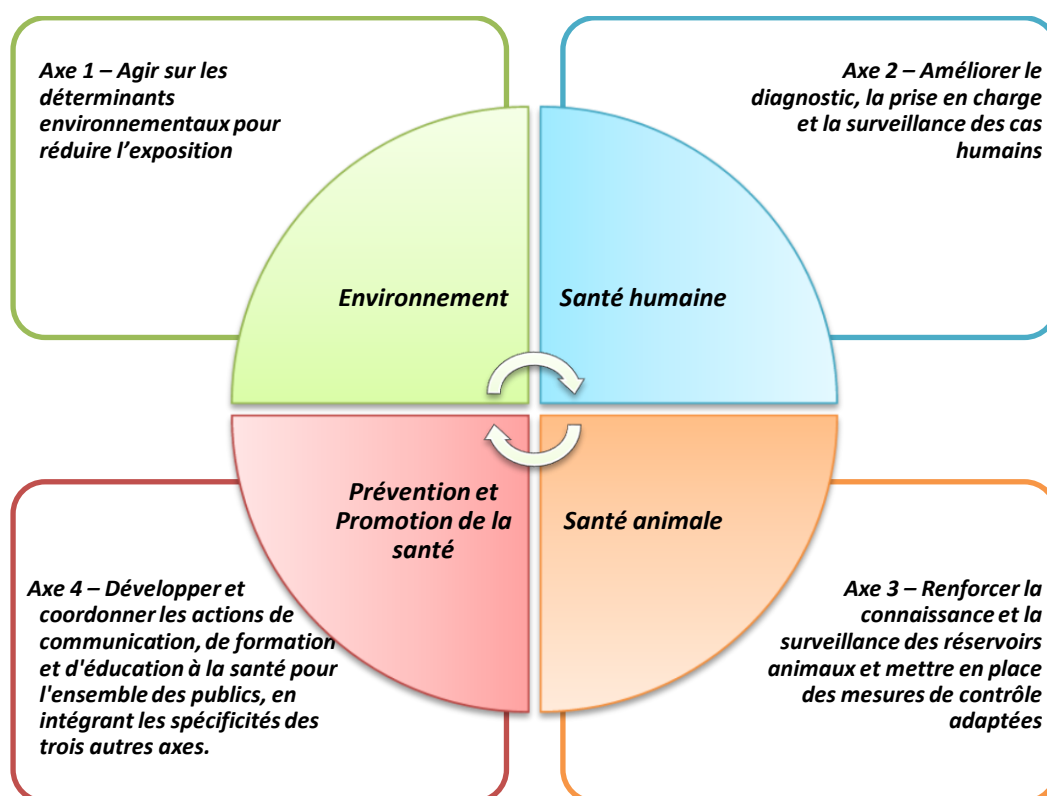 Axe 1 – Agir sur les
déterminants
environnementaux pour
réduire l’exposition
Axe 2 – Améliorer le
diagnostic, la prise en charge
et la surveillance des cas
humains
Environnement
Santé humaine
Prévention et
Promotion de la
santé
Santé animale
Axe 4 – Développer et
coordonner les actions de
communication, de formation
et d'éducation à la santé pour
l'ensemble des publics, en
intégrant les spécificités des
trois autres axes.
Axe 3 – Renforcer la
connaissance et la
surveillance des réservoirs
animaux et mettre en place
des mesures de contrôle
adaptées